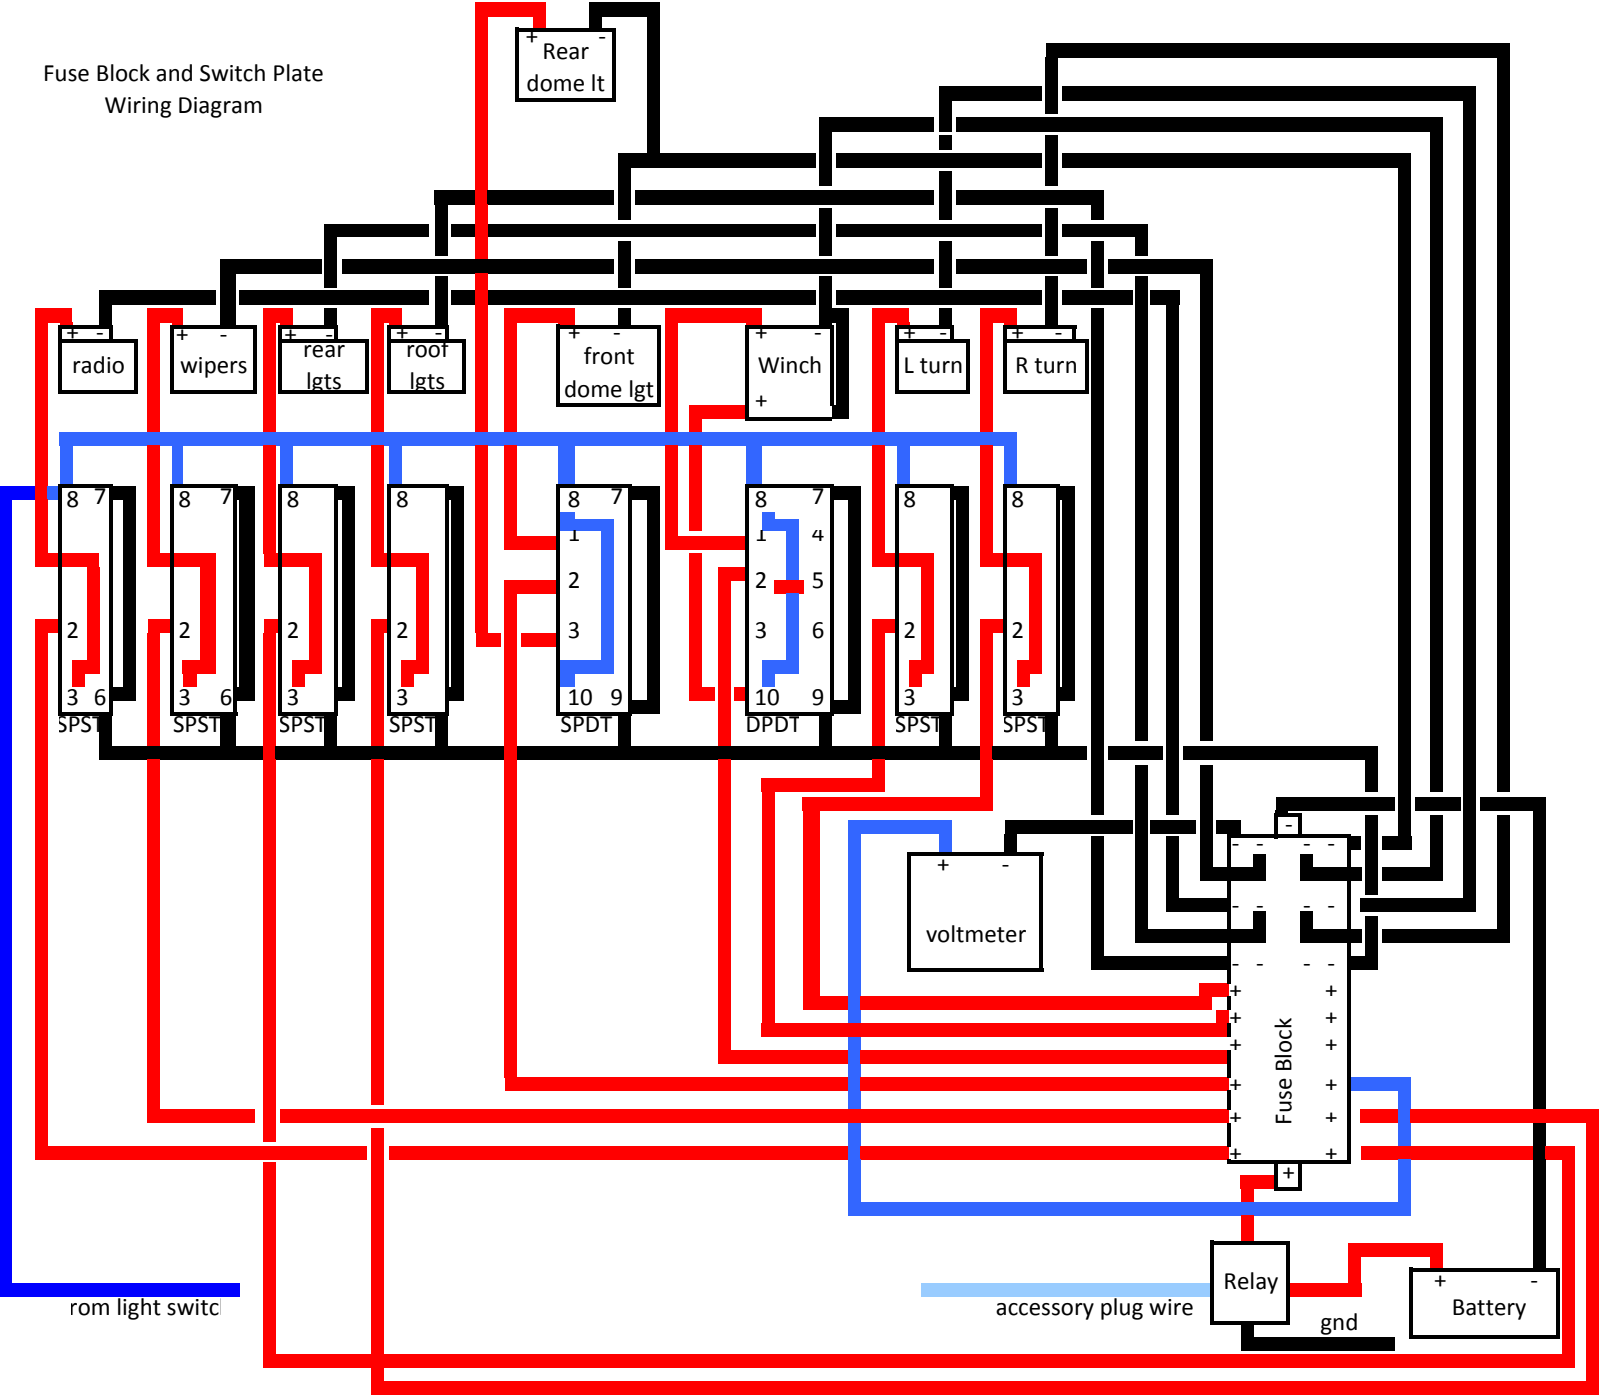 + -
Rear
dome lt
Fuse Block and Switch Plate
Wiring Diagram
+ -
radio
+ -
wipers
+ -
rear
lgts
+ -
roof
lgts
+ -
front
dome lgt
+ -
Winch
+
+ -
L turn
+ -
R turn
8 7
2
3 6
SPST
8 7
2
3 6
SPST
8
2
3
SPST
8
2
3
SPST
8 7
1
2
3
10 9
SPDT
8 7
1 4
2 5
3 6
10 9
DPDT
8
2
3
SPST
8
2
3
SPST
+ -
voltmeter
-
- - - -
- - - -
- - - -
+ +
+ +
+ +
+ +
+ +
+ +
Fuse Block
+
Relay
+ -
Battery
rom light switc
accessory plug wire
gnd